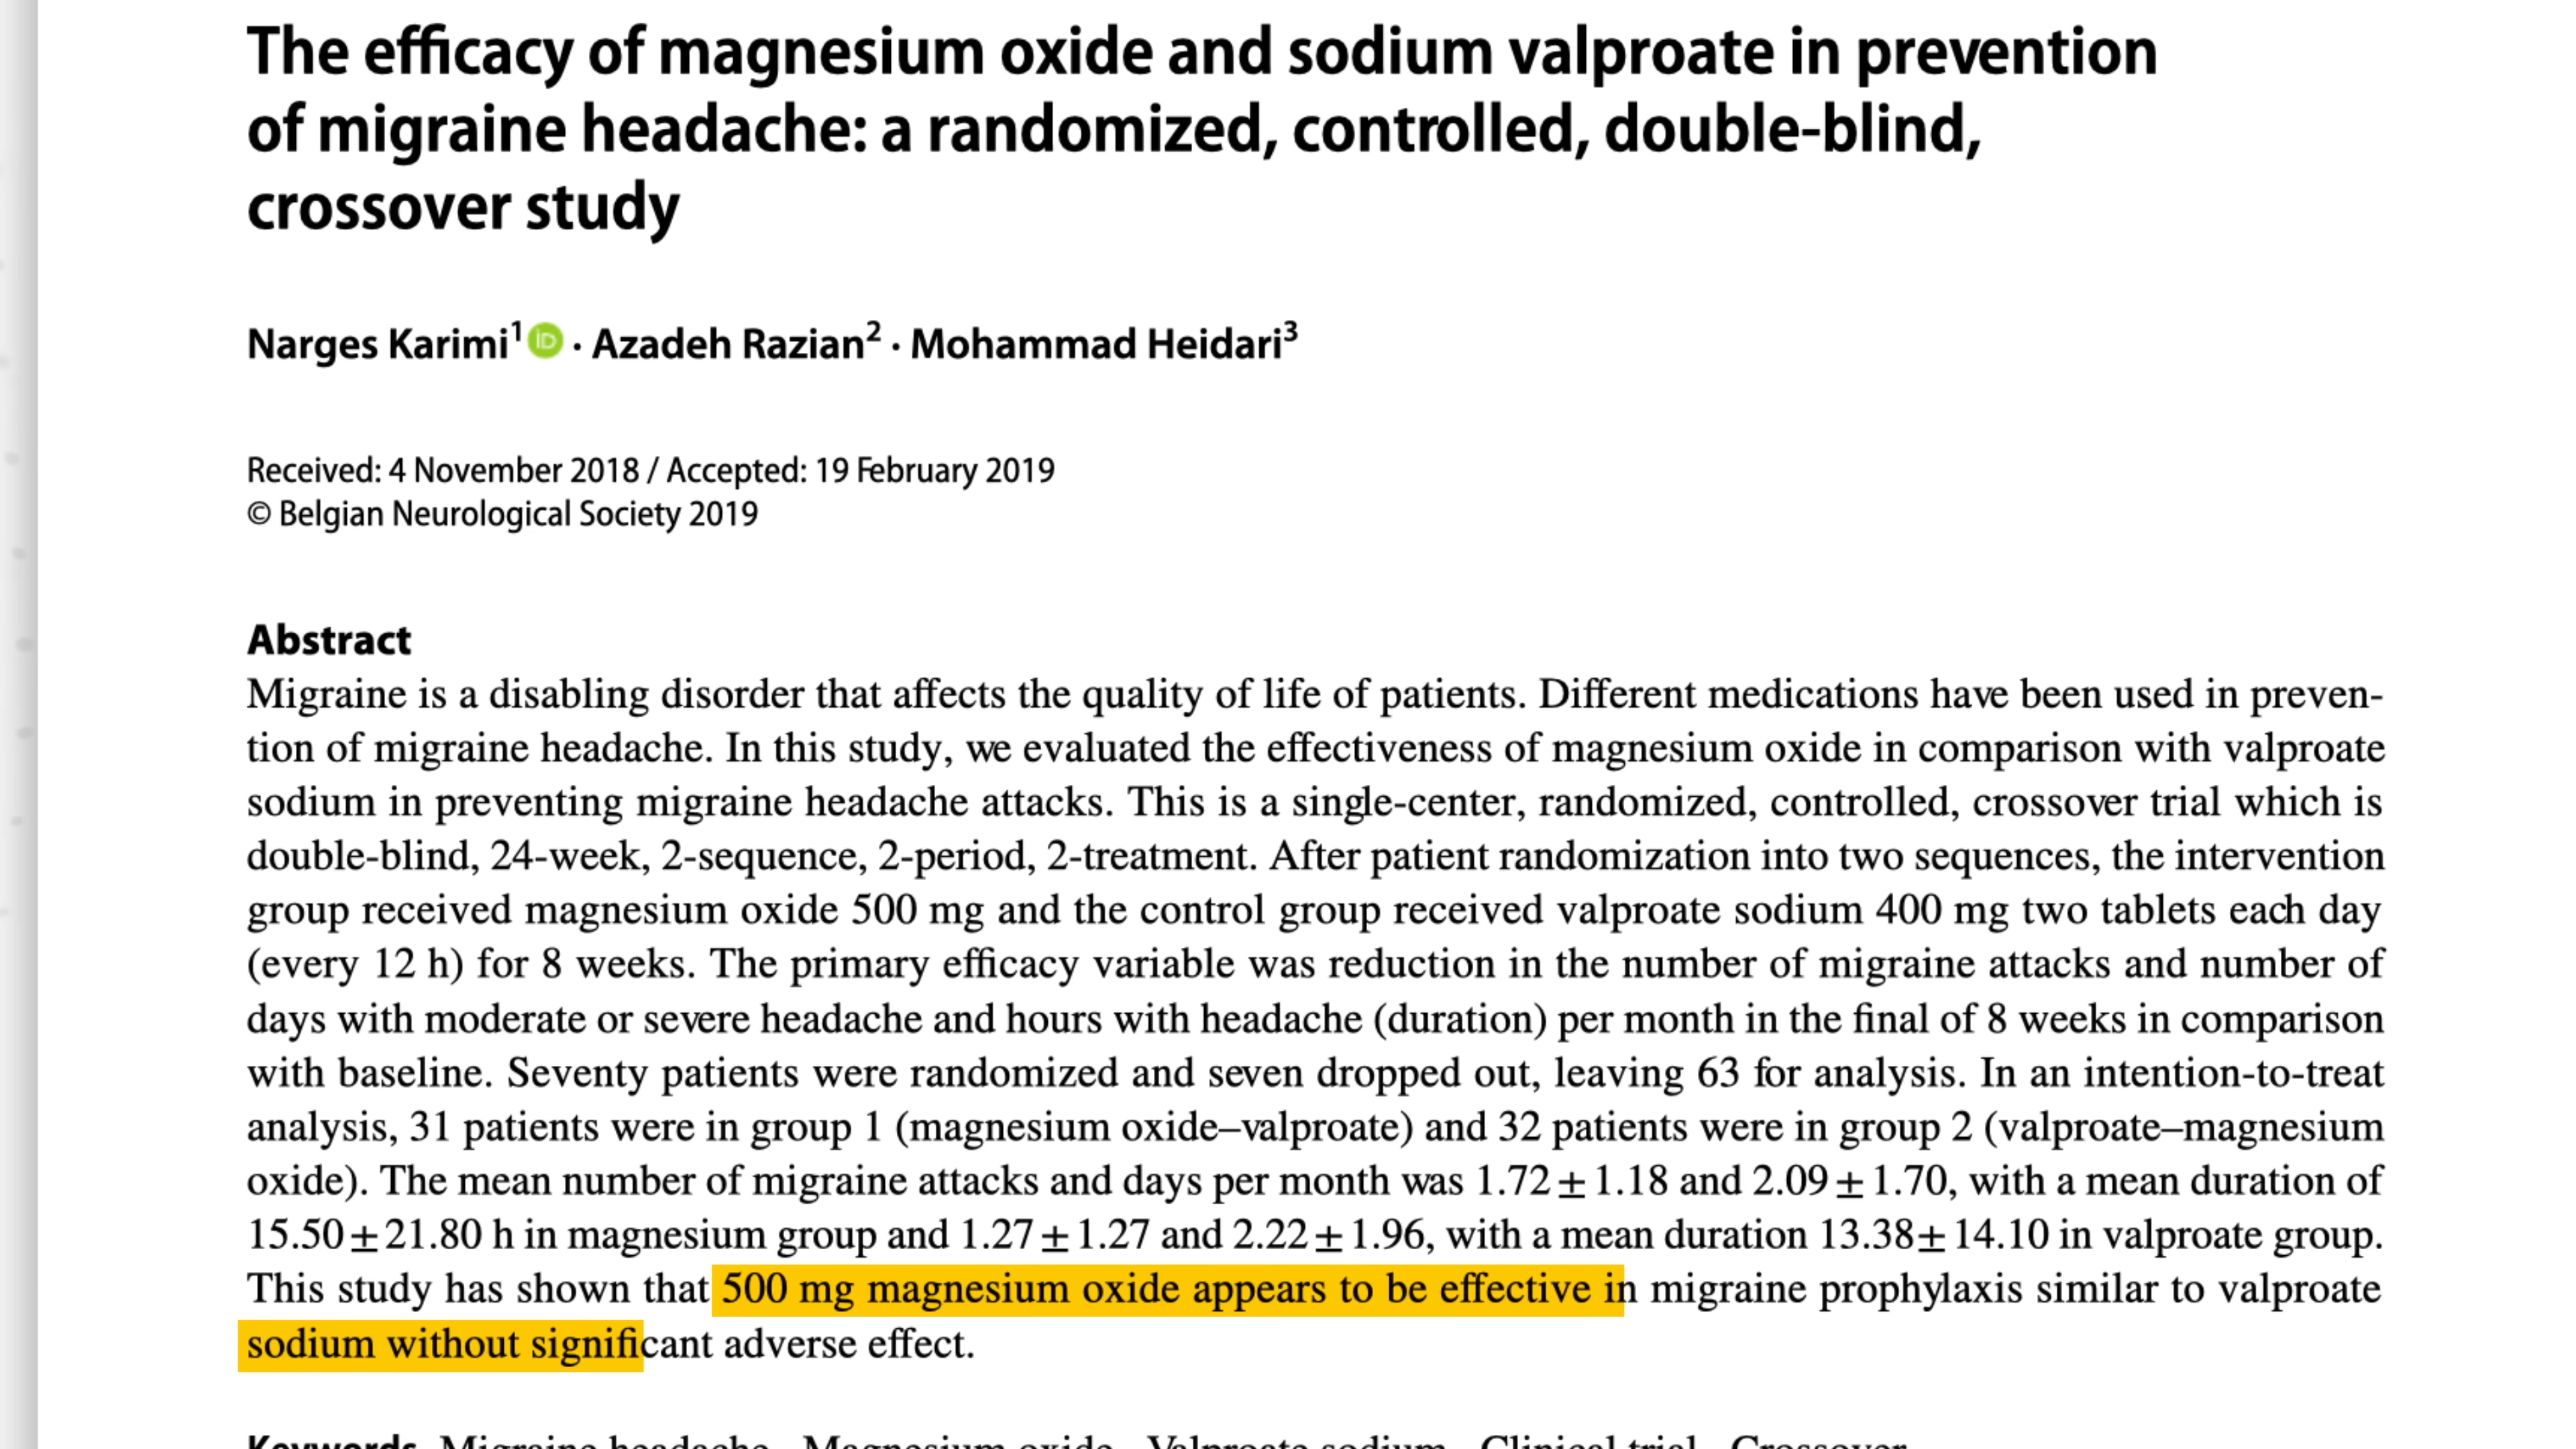 The efficacy of magnesium oxide and sodium valproate in prevention
of migraine headache: a randomized, controlled, double-blind,
crossover study
Narges Karimi1 iD · Azadeh Razian2 · Mohammad Heidari3
Received: 4 November 2018 / Accepted: 19 February 2019
© Belgian Neurological Society 2019
Abstract
Migraine is a disabling disorder that affects the quality of life of patients. Different medications have been used in preven-
tion of migraine headache. In this study, we evaluated the effectiveness of magnesium oxide in comparison with valproate
sodium in preventing migraine headache attacks. This is a single-center, randomized, controlled, crossover trial which is
double-blind, 24-week, 2-sequence, 2-period, 2-treatment. After patient randomization into two sequences, the intervention
group received magnesium oxide 500 mg and the control group received valproate sodium 400 mg two tablets each day
(every 12 h) for 8 weeks. The primary efficacy variable was reduction in the number of migraine attacks and number of
days with moderate or severe headache and hours with headache (duration) per month in the final of 8 weeks in comparison
with baseline. Seventy patients were randomized and seven dropped out, leaving 63 for analysis. In an intention-to-treat
analysis, 31 patients were in group 1 (magnesium oxide–valproate) and 32 patients were in group 2 (valproate–magnesium
oxide). The mean number of migraine attacks and days per month was 1.72 ± 1.18 and 2.09 ± 1.70, with a mean duration of
15.50 ± 21.80 h in magnesium group and 1.27 ± 1.27 and 2.22 ± 1.96, with a mean duration 13.38 ± 14.10 in valproate group.
This study has shown that 500 mg magnesium oxide appears to be effective in migraine prophylaxis similar to valproate
sodium without significant adverse effect.
Keywords Migraine headache · Magnesium oxide · Valproate sodium · Clinical trial · Crossover